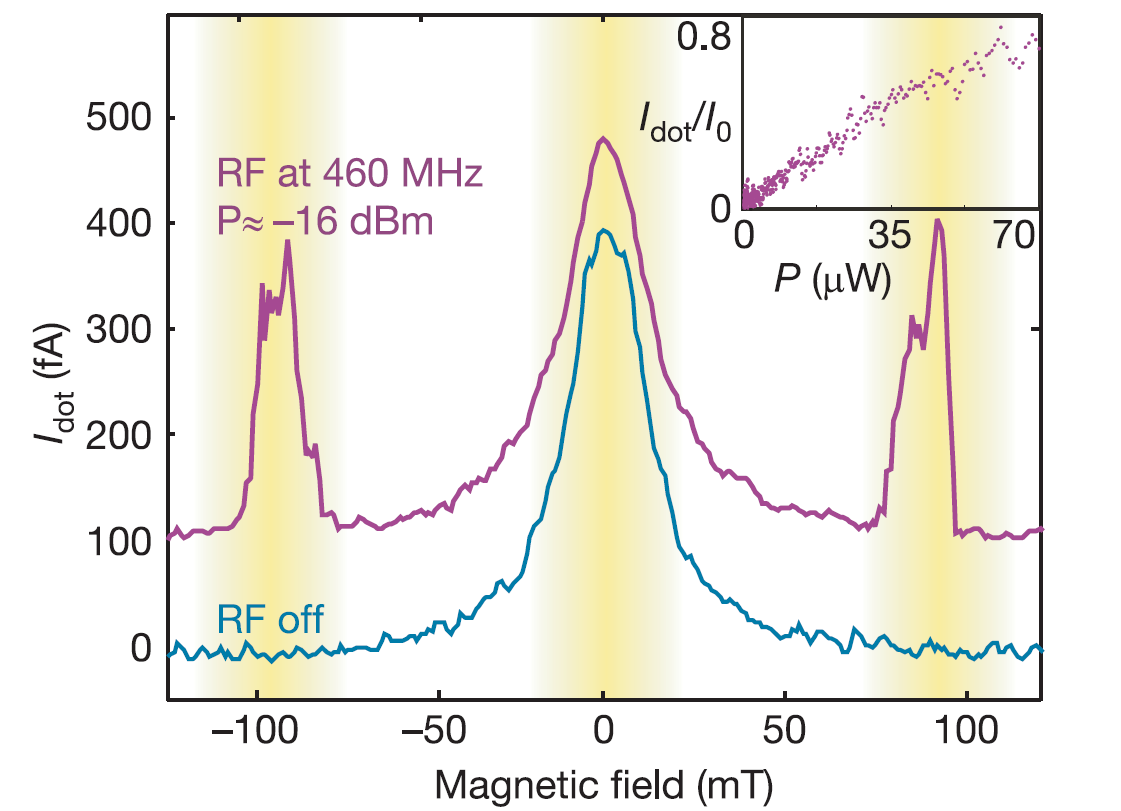 500
400
300
200
100
0
I_dot (fA)
RF at 460 MHz
P≈ –16 dBm
RF off
0.8
I_dot/I_0
0
0 35 70
P (μW)
–100 –50 0 50 100
Magnetic field (mT)